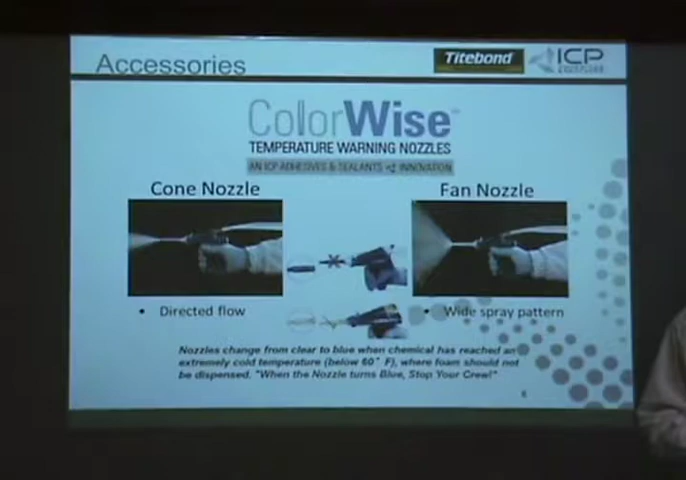 Accessories
Titebond
ICP
ColorWise
TEMPERATURE WARNING NOZZLES
AN ICP ADHESIVES & SEALANTS INNOVATION
Cone Nozzle
Fan Nozzle
• Directed flow
• Wide spray pattern
Nozzles change from clear to blue when chemical has reached an
extremely cold temperature (below 60° F), where foam should not
be dispensed. "When the Nozzle turns Blue, Stop Your Crew!"